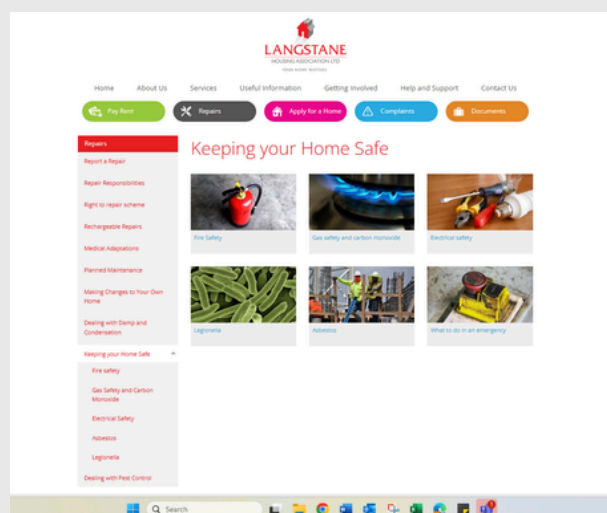 LANGSTANE
HOUSING ASSOCIATION LTD
YOUR HOME MATTERS
Home About Us Services Useful Information Getting Involved Help and Support Contact Us
Pay Rent Repairs Apply for a Home Complaints Documents
Repairs
Report a Repair
Repair Responsibilities
Right to repair scheme
Rechargeable Repairs
Medical Adaptations
Planned Maintenance
Making Changes to Your Own
Home
Dealing with Damp and
Condensation
Keeping your Home Safe
Fire safety
Gas Safety and Carbon
Monoxide
Electrical Safety
Asbestos
Legionella
Dealing with Pest Control
Keeping your Home Safe
Fire Safety
Gas safety and carbon monoxide
Electrical safety
Legionella
Asbestos
What to do in an emergency
Search